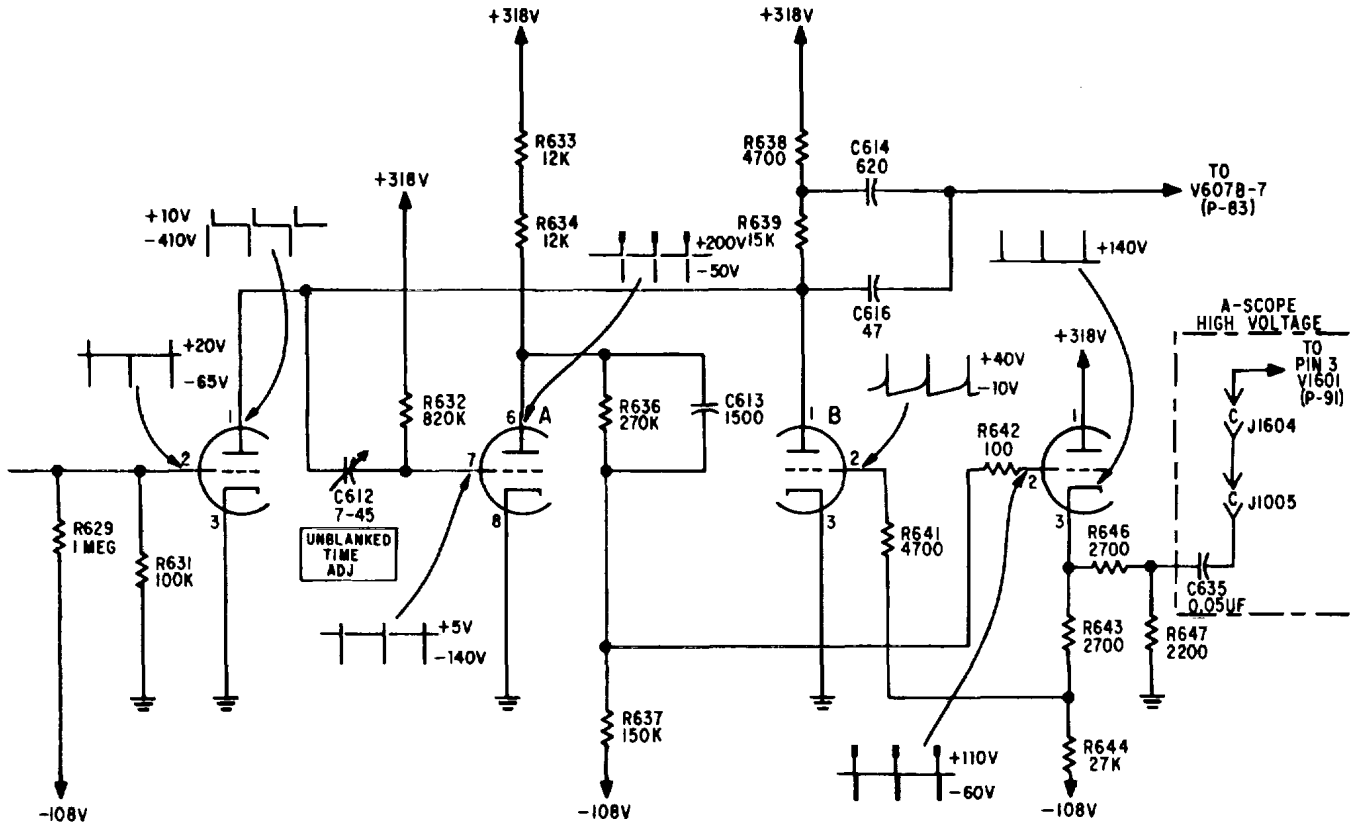 +318V
+318V
R633
12K
R638
4700
C614
620
TO
V607B-7
(P-83)
+318V
+10V
-410V
R634
12K
+200V
-50V
R639
15K
+140V
C616
47
A-SCOPE
HIGH VOLTAGE
TO
PIN 3
V1601
(P-91)
+318V
+20V
-65V
+40V
-10V
R632
820K
R636
270K
C613
1500
1
6
A
1
B
1
C
J1604
R642
100
2
7
2
2
C612
7-45
3
8
3
3
C
J1005
R629
1 MEG
R631
100K
UNBLANKED
TIME
ADJ
R641
4700
R646
2700
C635
0.05UF
+5V
-140V
R643
2700
R647
2200
R637
150K
+110V
-60V
R644
27K
-108V
-108V
-108V